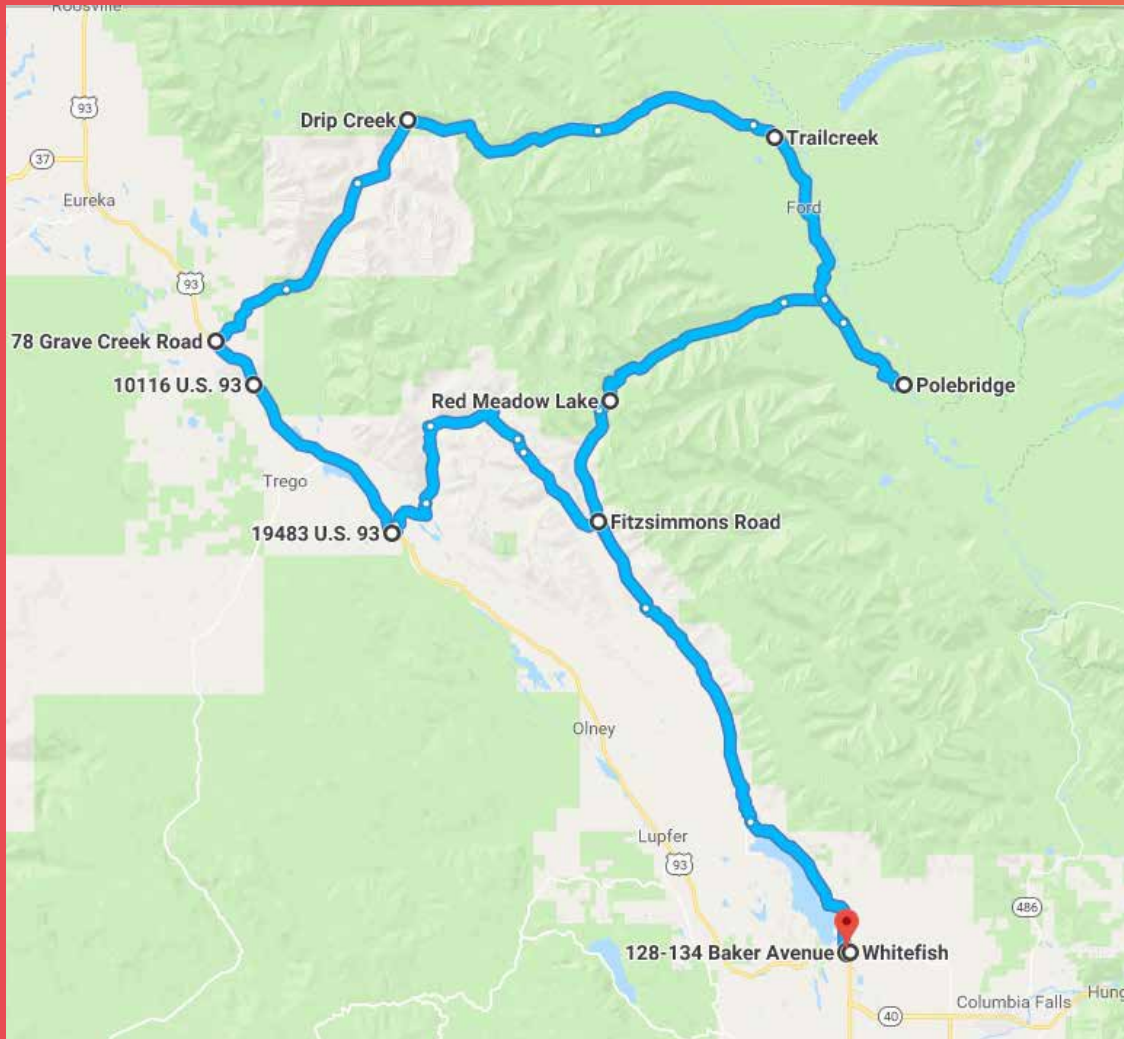 Roosville
93
Drip Creek
Trailcreek
37
Eureka
Ford
93
78 Grave Creek Road
10116 U.S. 93
Polebridge
Red Meadow Lake
Trego
Fitzsimmons Road
19483 U.S. 93
Olney
Lupfer
93
486
128-134 Baker Avenue
Whitefish
Columbia Falls
Hung
40